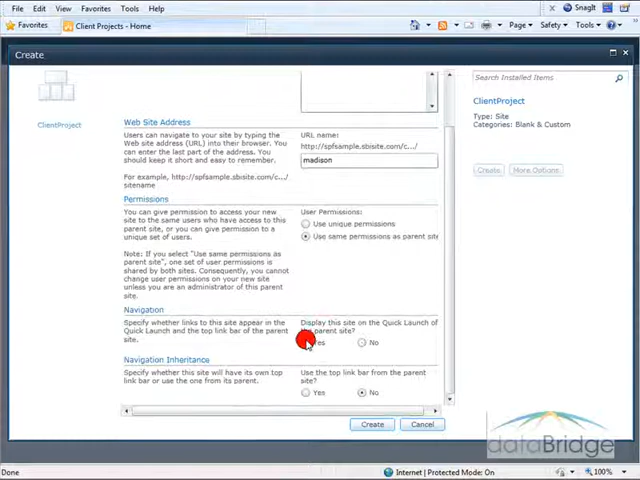 File Edit View Favorites Tools Help
SnagIt
Favorites Client Projects - Home
Page Safety Tools
Create
ClientProject
Web Site Address
Users can navigate to your site by typing the
Web site address (URL) into their browser. You
can enter the last part of the address. You
should keep it short and easy to remember.
For example, http://spfsample.sbisite.com/c.../
sitename
URL name:
http://spfsample.sbisite.com/c.../
madison
Permissions
You can give permission to access your new
site to the same users who have access to this
parent site, or you can give permission to a
unique set of users.
Note: If you select "Use same permissions as
parent site", one set of user permissions is
shared by both sites. Consequently, you cannot
change user permissions on your new site
unless you are an administrator of this parent
site.
User Permissions:
Use unique permissions
Use same permissions as parent site
Navigation
Specify whether links to this site appear in the
Quick Launch and the top link bar of the parent
site.
Display this site on the Quick Launch of
the parent site?
Yes No
Navigation Inheritance
Specify whether this site will have its own top
link bar or use the one from its parent.
Use the top link bar from the parent
site?
Yes No
Create Cancel
Search Installed Items
ClientProject
Type: Site
Categories: Blank & Custom
Create More Options
dataBridge
Done Internet | Protected Mode: On 100%